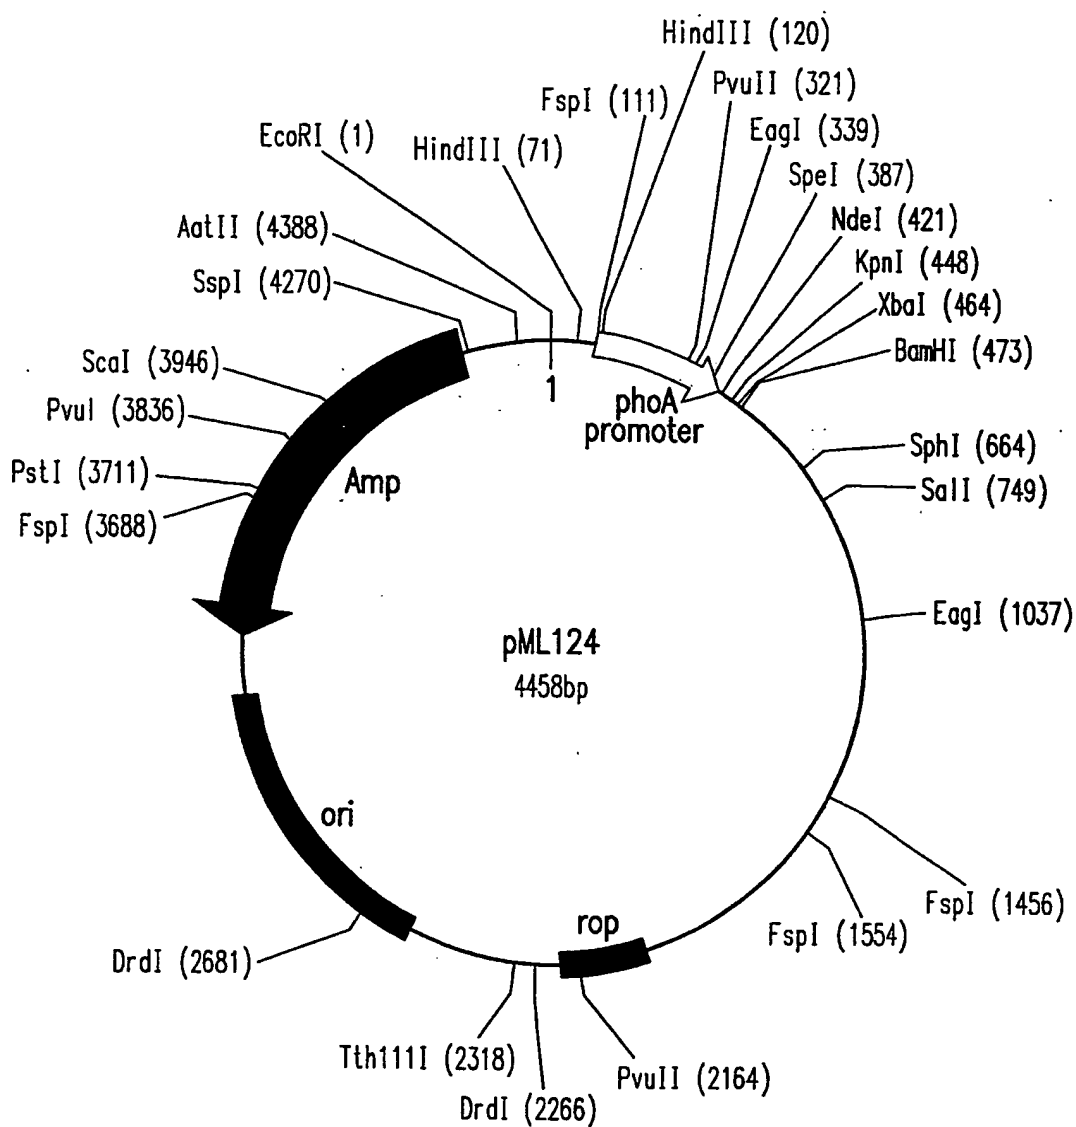 HindIII (120)
PvuII (321)
FspI (111)
EagI (339)
EcoRI (1)
HindIII (71)
SpeI (387)
NdeI (421)
AatII (4388)
KpnI (448)
SspI (4270)
XbaI (464)
BamHI (473)
ScaI (3946)
1
phoA
promoter
PvuI (3836)
SphI (664)
PstI (3711)
Amp
SalI (749)
FspI (3688)
EagI (1037)
pML124
4458bp
ori
FspI (1456)
rop
FspI (1554)
DrdI (2681)
Tth111I (2318)
PvuII (2164)
DrdI (2266)